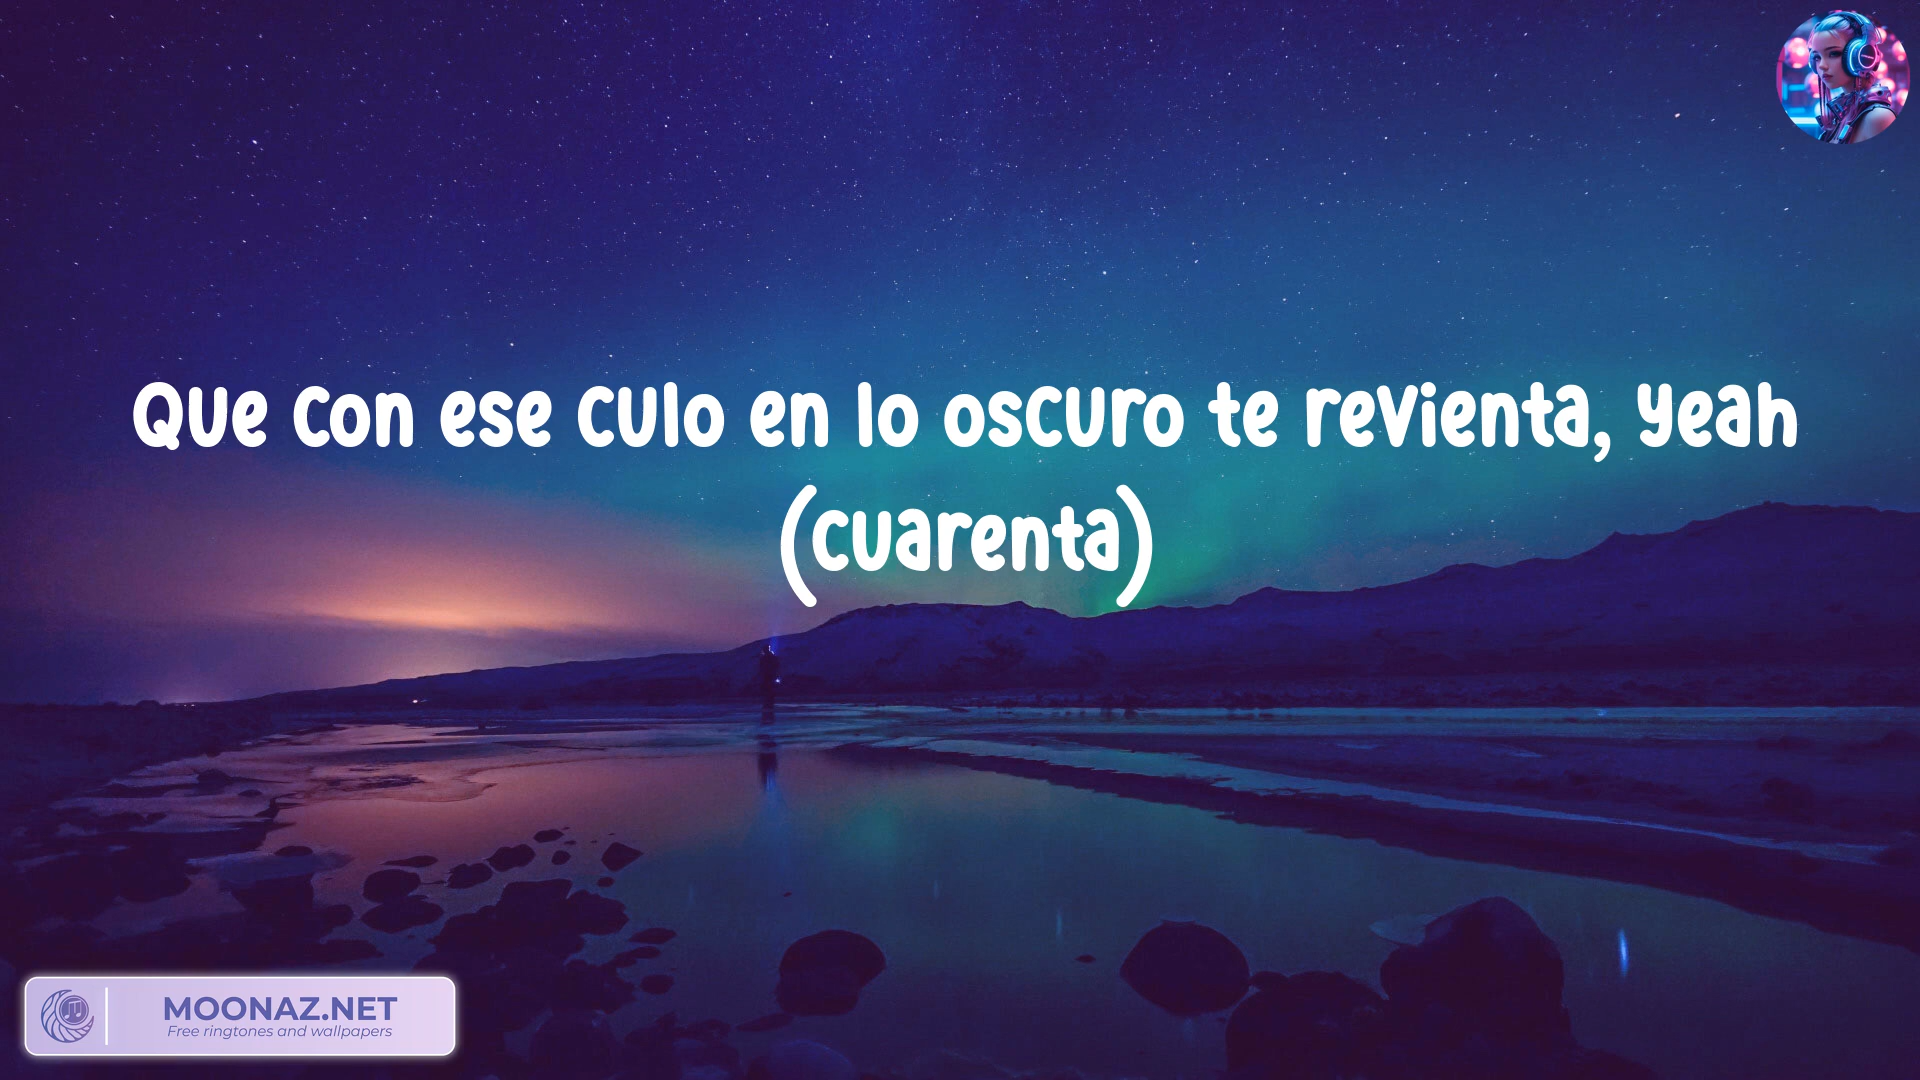 Que con ese culo en lo oscuro te revienta, yeah
(cuarenta)
MOONAZ.NET
Free ringtones and wallpapers